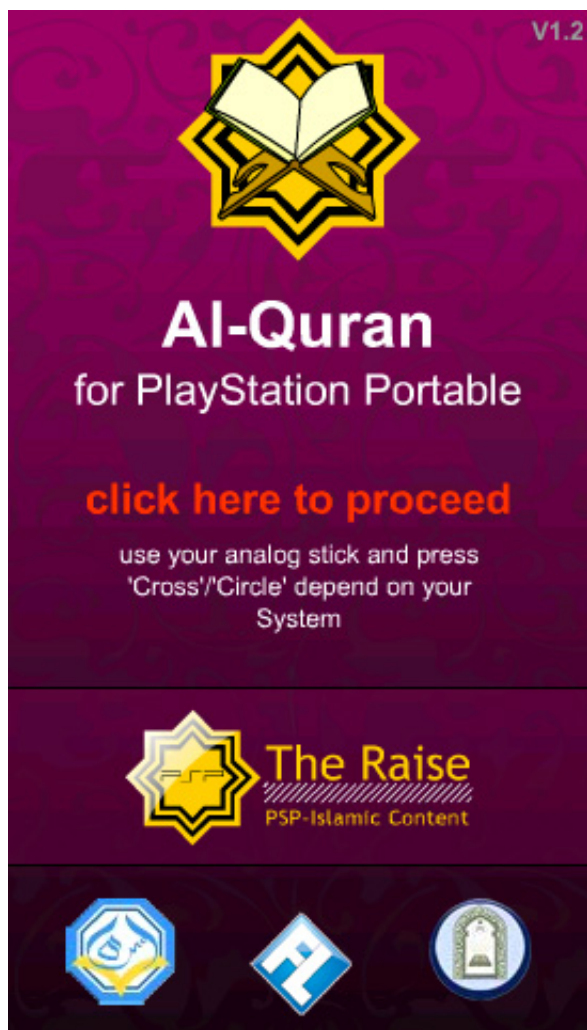 V1.2
Al-Quran
for PlayStation Portable
click here to proceed
use your analog stick and press
'Cross'/'Circle' depend on your
System
PSP
The Raise
PSP-Islamic Content